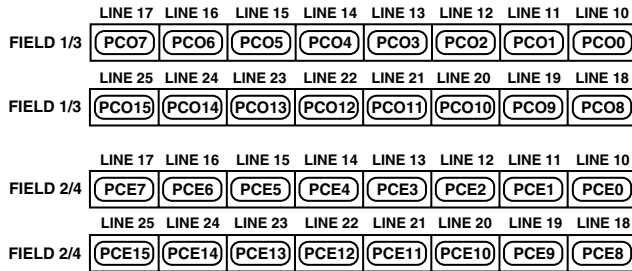 LINE 17 LINE 16 LINE 15 LINE 14 LINE 13 LINE 12 LINE 11 LINE 10
FIELD 1/3 PCO7 PCO6 PCO5 PCO4 PCO3 PCO2 PCO1 PCO0
LINE 25 LINE 24 LINE 23 LINE 22 LINE 21 LINE 20 LINE 19 LINE 18
FIELD 1/3 PCO15 PCO14 PCO13 PCO12 PCO11 PCO10 PCO9 PCO8
LINE 17 LINE 16 LINE 15 LINE 14 LINE 13 LINE 12 LINE 11 LINE 10
FIELD 2/4 PCE7 PCE6 PCE5 PCE4 PCE3 PCE2 PCE1 PCE0
LINE 25 LINE 24 LINE 23 LINE 22 LINE 21 LINE 20 LINE 19 LINE 18
FIELD 2/4 PCE15 PCE14 PCE13 PCE12 PCE11 PCE10 PCE9 PCE8